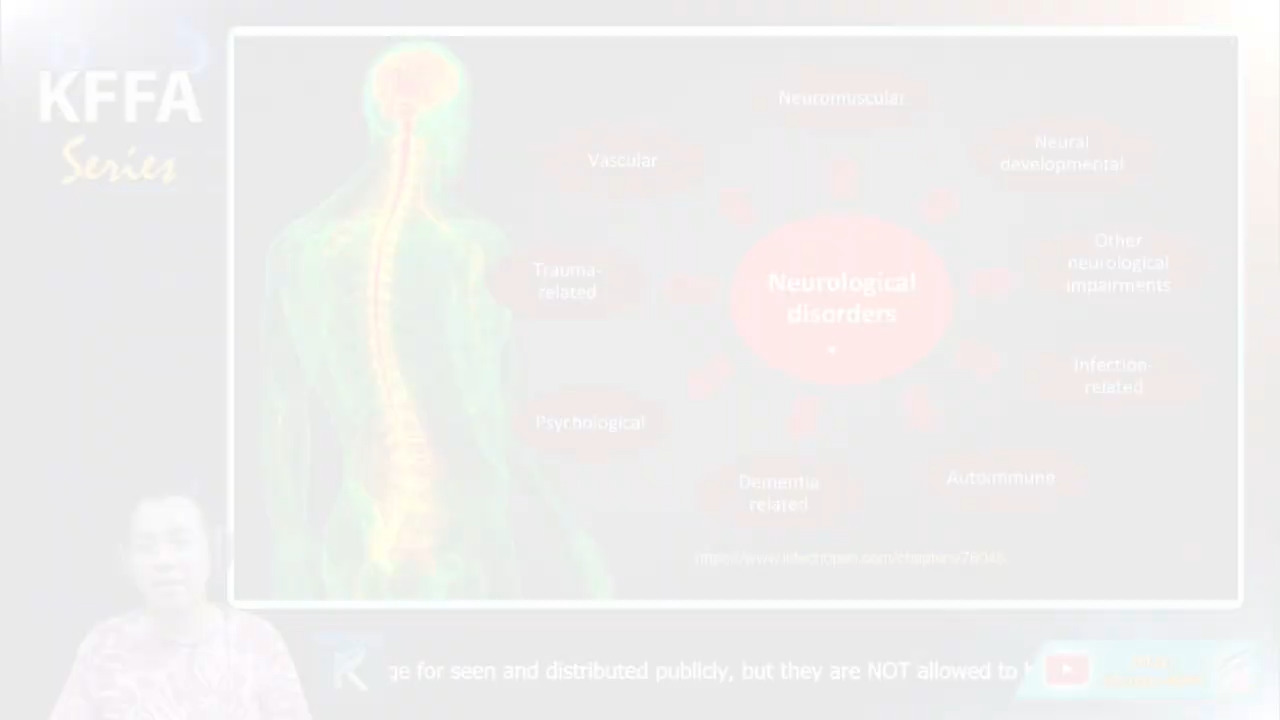 KFFA
Series
Neuromuscular
Vascular
Neural
developmental
Other
neurological
impairments
Trauma-
related
Neurological
disorders
Infection-
related
Psychological
Dementia
related
Autoimmune
ge for seen and distributed publicly, but they are NOT allowed to